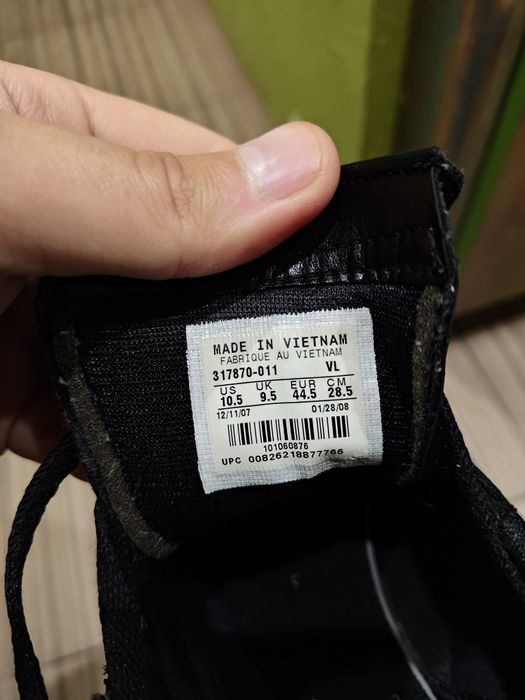 MADE IN VIETNAM
FABRIQUE AU VIETNAM
317870-011 VL
US UK EUR CM
10.5 9.5 44.5 28.5
12/11/07 01/28/08
101060876
UPC 00826218877766